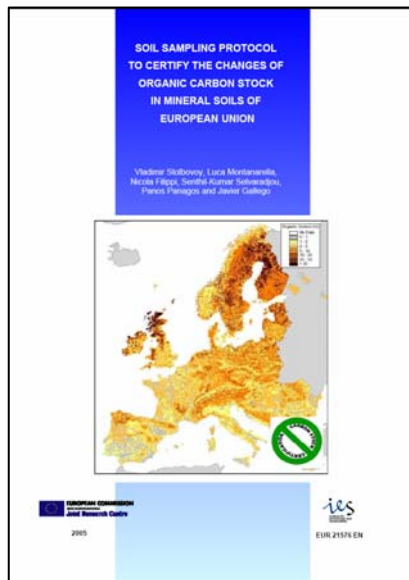 SOIL SAMPLING PROTOCOL
TO CERTIFY THE CHANGES OF
ORGANIC CARBON STOCK
IN MINERAL SOILS OF
EUROPEAN UNION
Vladimir Stolbovoy, Luca Montanarella,
Nicola Filippi, Senthil-Kumar Selvaradjou,
Panos Panagos and Javier Gallego
EUROPEAN COMMISSION
Joint Research Centre
2005
ies
EUR 21576 EN